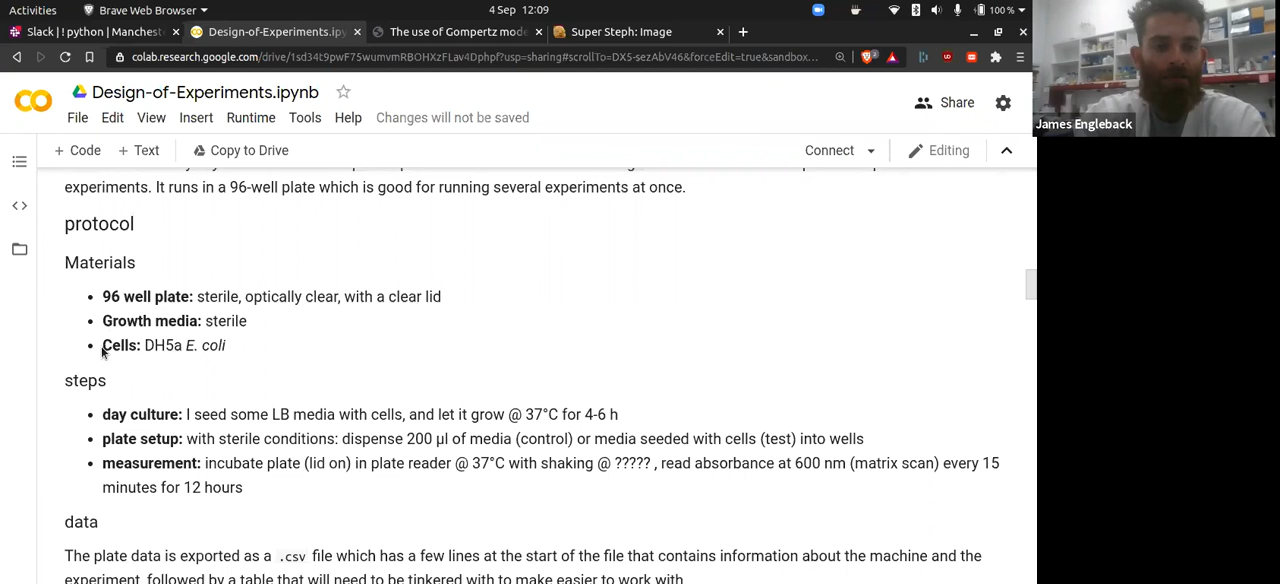 Activities
Brave Web Browser
4 Sep 12:09
100 %
Slack | ! python | Manchest
Design-of-Experiments.ipyn
The use of Gompertz mode
Super Steph: Image
colab.research.google.com/drive/1sd34t9pwF75wumvmRBOHXzFLav4Dphpf?usp=sharing#scrollTo=DX5-sezAbV46&forceEdit=true&sandbox...
Design-of-Experiments.ipynb
Share
File Edit View Insert Runtime Tools Help Changes will not be saved
James Engleback
+ Code + Text Copy to Drive
Connect
Editing
experiments. It runs in a 96-well plate which is good for running several experiments at once.
protocol
Materials
• 96 well plate: sterile, optically clear, with a clear lid
• Growth media: sterile
• Cells: DH5a E. coli
steps
• day culture: I seed some LB media with cells, and let it grow @ 37°C for 4-6 h
• plate setup: with sterile conditions: dispense 200 µl of media (control) or media seeded with cells (test) into wells
• measurement: incubate plate (lid on) in plate reader @ 37°C with shaking @ ????? , read absorbance at 600 nm (matrix scan) every 15
minutes for 12 hours
data
The plate data is exported as a .csv file which has a few lines at the start of the file that contains information about the machine and the
experiment, followed by a table that will need to be tinkered with to make easier to work with